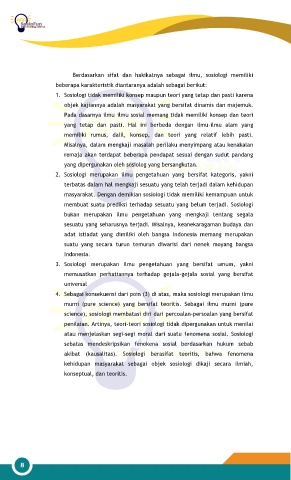 Berdasarkan sifat dan hakikatnya sebagai ilmu, sosiologi memiliki
beberapa karakteristik diantaranya adalah sebagai berikut:
1. Sosiologi tidak memiliki konsep maupun teori yang tetap dan pasti karena
objek kajiannya adalah masyarakat yang bersifat dinamis dan majemuk.
Pada dasarnya ilmu ilmu sosial memang tidak memiliki konsep dan teori
yang tetap dan pasti. Hal ini berbeda dengan ilmu-ilmu alam yang
memiliki rumus, dalil, konsep, dan teori yang relatif lebih pasti.
Misalnya, dalam mengkaji masalah perilaku menyimpang atau kenakalan
remaja akan terdapat beberapa pendapat sesuai dengan sudut pandang
yang dipergunakan oleh sosiolog yang bersangkutan.
2. Sosiologi merupakan ilmu pengetahuan yang bersifat kategoris, yakni
terbatas dalam hal mengkaji sesuatu yang telah terjadi dalam kehidupan
masyarakat. Dengan demikian sosiologi tidak memiliki kemampuan untuk
membuat suatu prediksi terhadap sesuatu yang belum terjadi. Sosiologi
bukan merupakan ilmu pengetahuan yang mengkaji tentang segala
sesuatu yang seharusnya terjadi. Misalnya, keanekaragaman budaya dan
adat istiadat yang dimiliki oleh bangsa Indonesia memang merupakan
suatu yang secara turun temurun diwarisi dari nenek moyang bangsa
Indonesia.
3. Sosiologi merupakan ilmu pengetahuan yang bersifat umum, yakni
memusatkan perhatiannya terhadap gejala-gejala sosial yang bersifat
universal
4. Sebagai konsekuensi dari poin (3) di atas, maka sosiologi merupakan ilmu
murni (pure science) yang bersifat teoritis. Sebagai ilmu murni (pure
science), sosiologi membatasi diri dari persoalan-persoalan yang bersifat
penilaian. Artinya, teori-teori sosiologi tidak dipergunakan untuk menilai
atau menjelaskan segi-segi moral dari suatu fenomena sosial. Sosiologi
sebatas mendeskripsikan fenomena sosial berdasarkan hukum sebab
akibat (kausalitas). Sosiologi berasifat teoritis, bahwa fenomena
kehidupan masyarakat sebagai objek sosiologi dikaji secara ilmiah,
konseptual, dan teoritis.
8